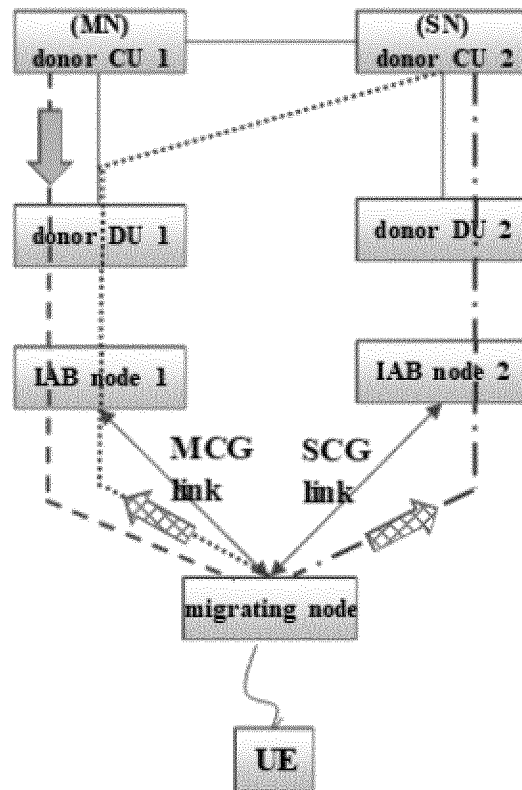 (MN)
donor CU 1
(SN)
donor CU 2
donor DU 1
donor DU 2
IAB node 1
IAB node 2
MCG
link
SCG
link
migrating node
UE